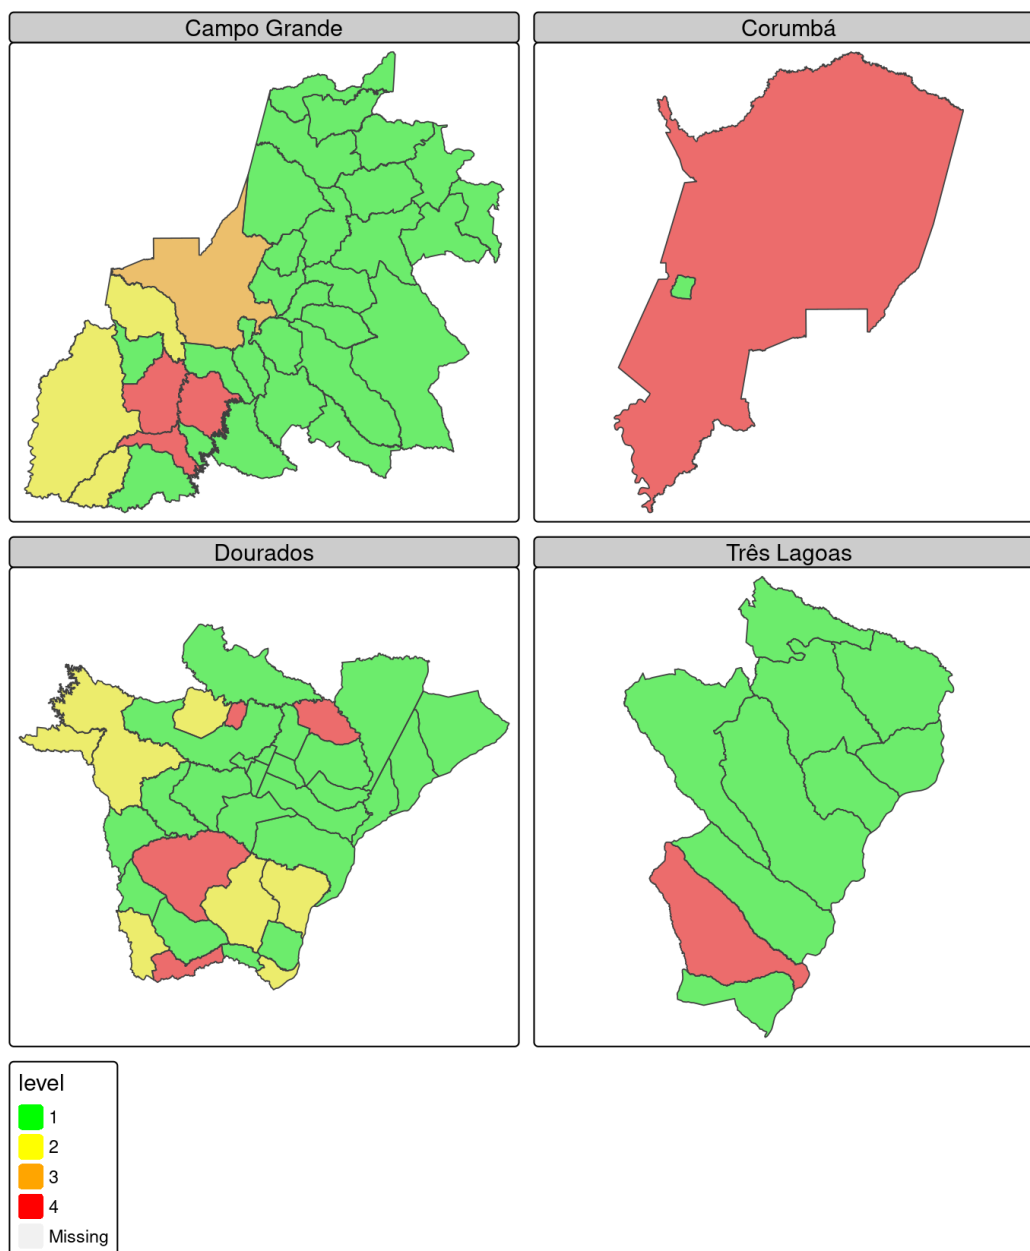 Campo Grande
Corumbá
Dourados
Três Lagoas
level
1
2
3
4
Missing